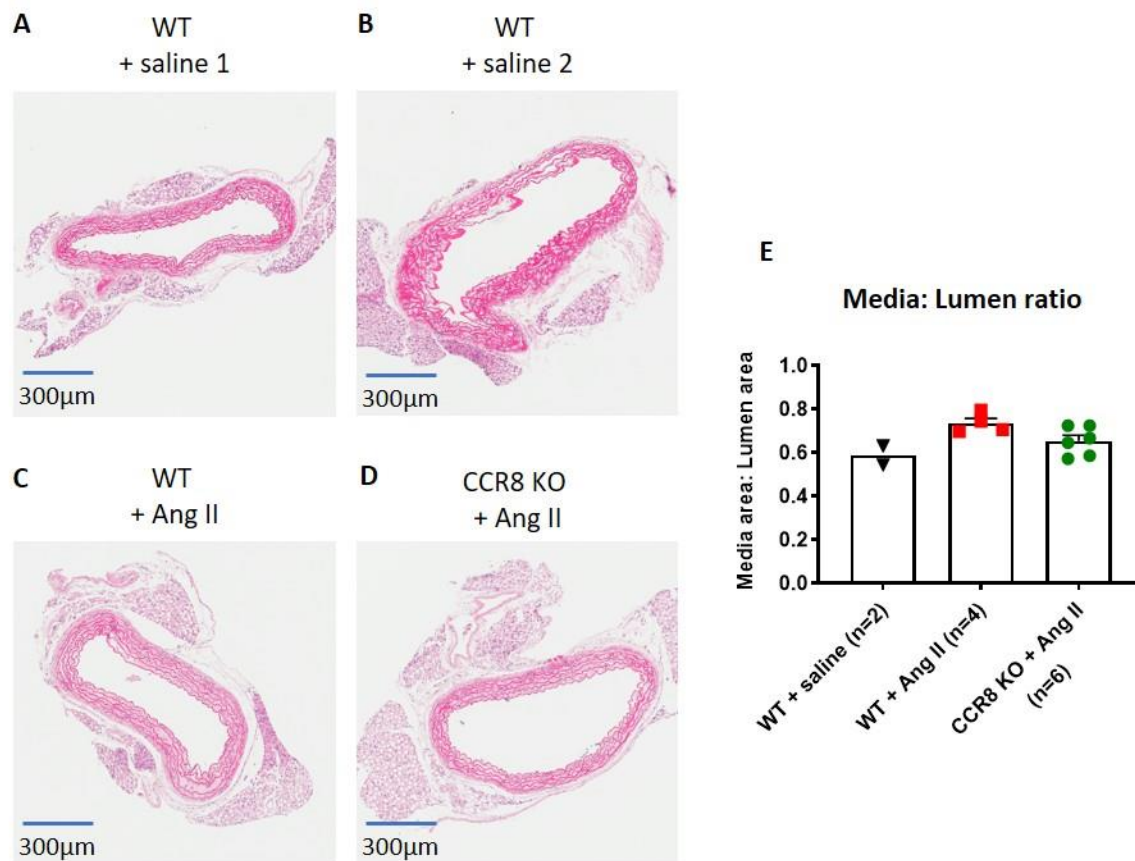 A
WT
+ saline 1
B
WT
+ saline 2
300µm
300µm
C
WT
+ Ang II
D
CCR8 KO
+ Ang II
300µm
300µm
E
Media: Lumen ratio
Media area: Lumen area
1.0
0.8
0.6
0.4
0.2
0.0
WT + saline (n=2)
WT + Ang II (n=4)
CCR8 KO + Ang II
(n=6)